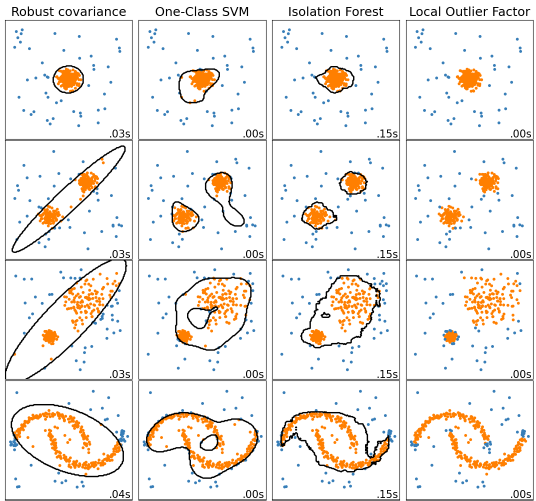 Robust covariance One-Class SVM Isolation Forest Local Outlier Factor
.03s .00s .15s .00s
.03s .00s .15s .00s
.03s .00s .15s .00s
.04s .00s .15s .00s